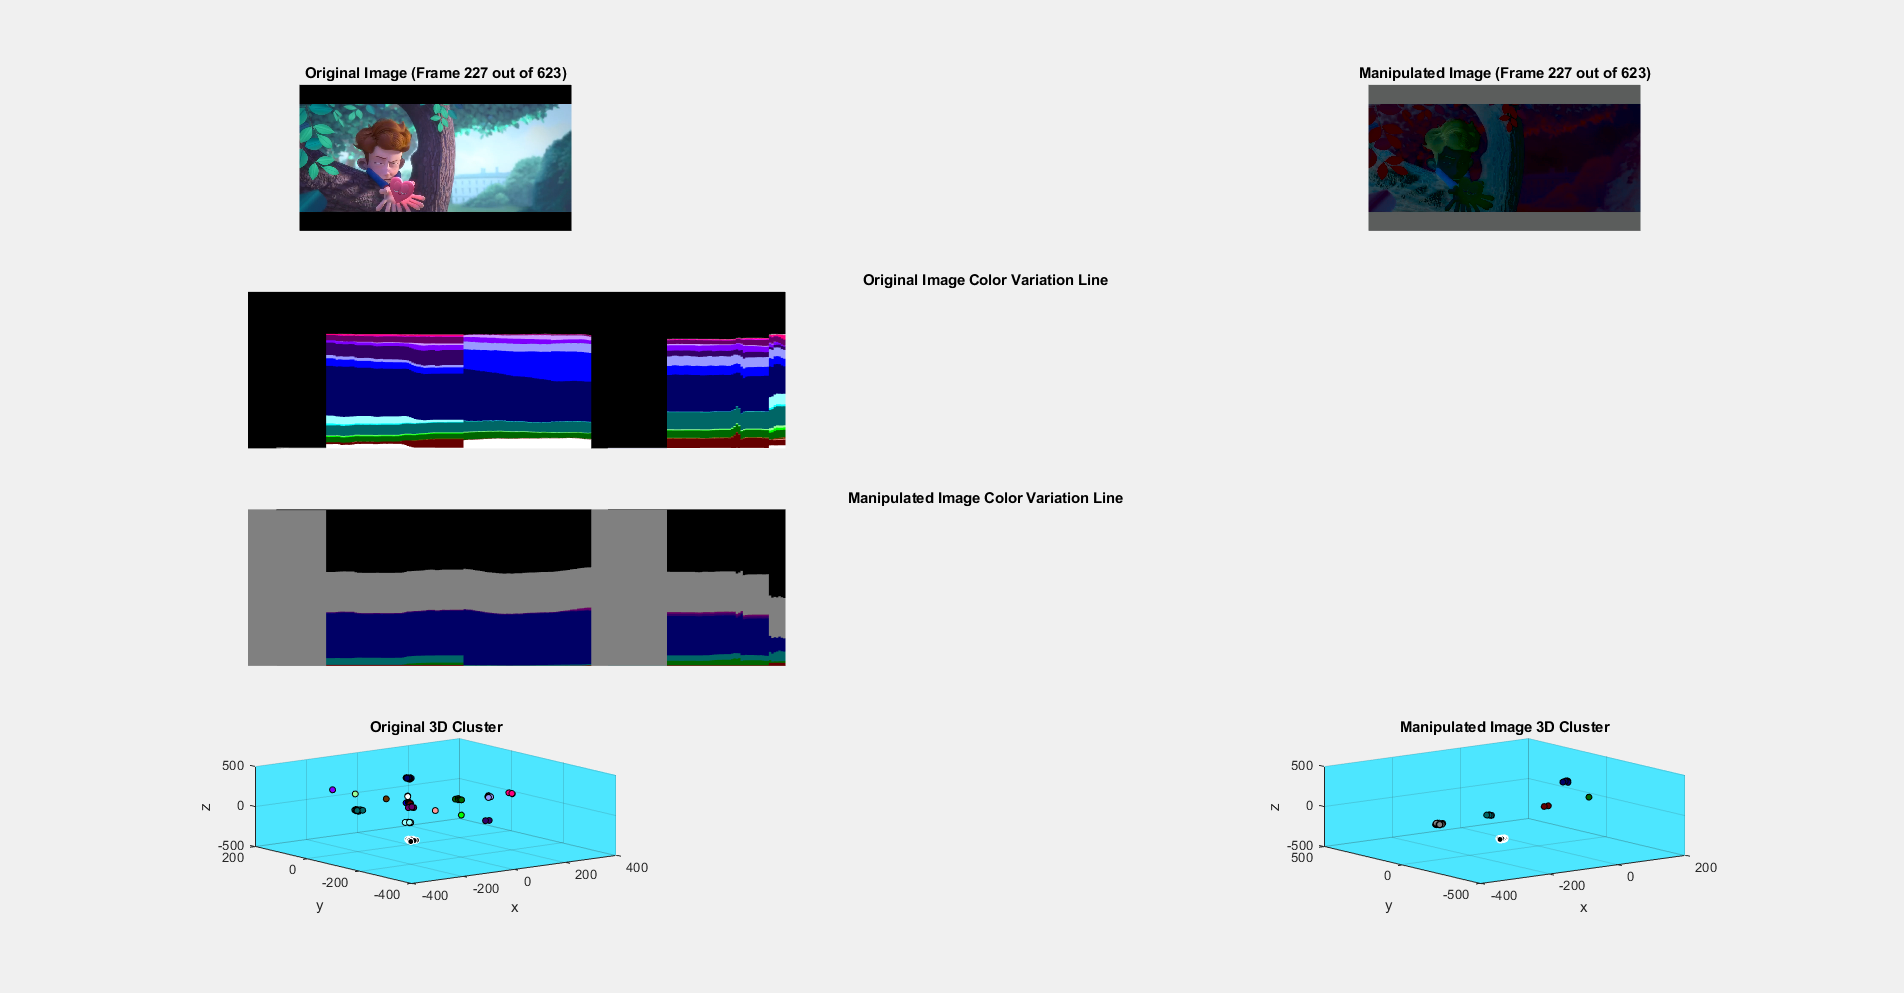 Original Image (Frame 227 out of 623)
Manipulated Image (Frame 227 out of 623)
Original Image Color Variation Line
Manipulated Image Color Variation Line
Original 3D Cluster
500
0
-500
z
200
0
-200
-400
y
-400
-200
0
200
400
x
Manipulated Image 3D Cluster
500
0
-500
z
500
0
-500
y
-400
-200
0
200
x